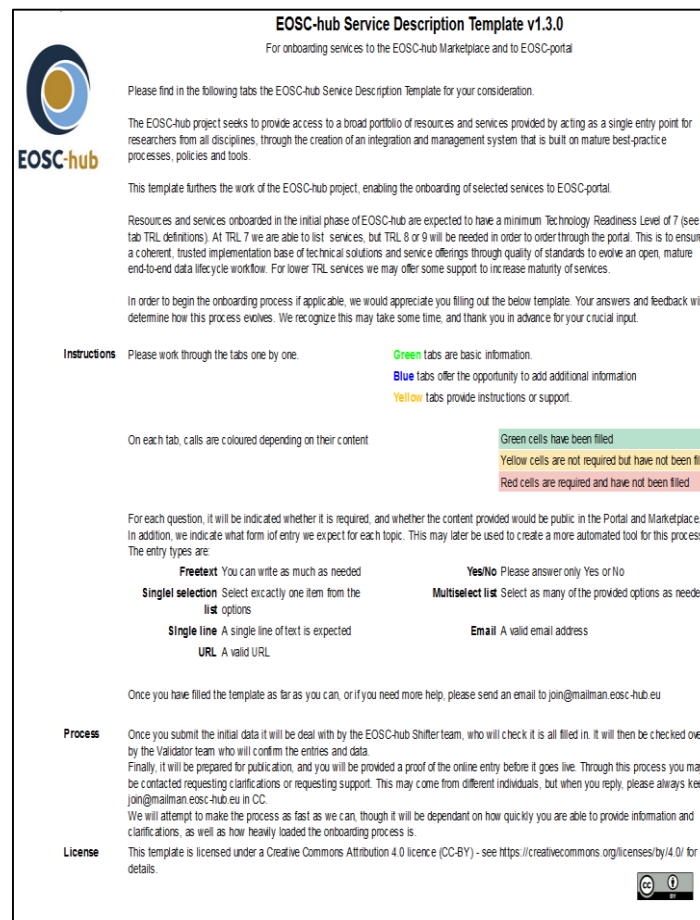 EOSC-hub Service Description Template v1.3.0
For onboarding services to the EOSC-hub Marketplace and to EOSC-portal
EOSC-hub
Please find in the following tabs the EOSC-hub Service Description Template for your consideration.
The EOSC-hub project seeks to provide access to a broad portfolio of resources and services provided by acting as a single entry point for
researchers from all disciplines, through the creation of an integration and management system that is built on mature best-practice
processes, policies and tools.
This template furthers the work of the EOSC-hub project, enabling the onboarding of selected services to EOSC-portal.
Resources and services onboarded in the initial phase of EOSC-hub are expected to have a minimum Technology Readiness Level of 7 (see
tab TRL definitions). At TRL 7 we are able to list services, but TRL 8 or 9 will be needed in order to order through the portal. This is to ensure
a coherent, trusted implementation base of technical solutions and service offerings through quality of standards to evolve an open, mature
end-to-end data lifecycle workflow. For lower TRL services we may offer some support to increase maturity of services.
In order to begin the onboarding process if applicable, we would appreciate you filling out the below template. Your answers and feedback wi
determine how this process evolves. We recognize this may take some time, and thank you in advance for your crucial input.
Instructions Please work through the tabs one by one. Green tabs are basic information.
Blue tabs offer the opportunity to add additional information
Yellow tabs provide instructions or support.
On each tab, calls are coloured depending on their content Green cells have been filled
Yellow cells are not required but have not been fil
Red cells are required and have not been filled
For each question, it will be indicated whether it is required, and whether the content provided would be public in the Portal and Marketplace.
In addition, we indicate what form iof entry we expect for each topic. THis may later be used to create a more automated tool for this proces
The entry types are:
Freetext You can write as much as needed Yes/No Please answer only Yes or No
Singlel selection Select excactly one item from the Multiselect list Select as many of the provided options as neede
list options
SIngle line A single line of text is expected Email A valid email address
URL A valid URL
Once you have filled the template as far as you can, or if you need more help, please send an email to join@mailman.eosc-hub.eu
Process Once you submit the initial data it will be deal with by the EOSC-hub Shifter team, who will check it is all filled in. It will then be checked ove
by the Validator team who will confirm the entries and data.
Finally, it will be prepared for publication, and you will be provided a proof of the online entry before it goes live. Through this process you may
be contacted requesting clarifications or requesting support. This may come from different individuals, but when you reply, please always kee
join@mailman.eosc-hub.eu in CC.
We will attempt to make the process as fast as we can, though it will be dependant on how quickly you are able to provide information and
clarifications, as well as how heavily loaded the onboarding process is.
License This template is licensed under a Creative Commons Attribution 4.0 licence (CC-BY) - see https://creativecommons.org/licenses/by/4.0/ for
details.
cc
BY